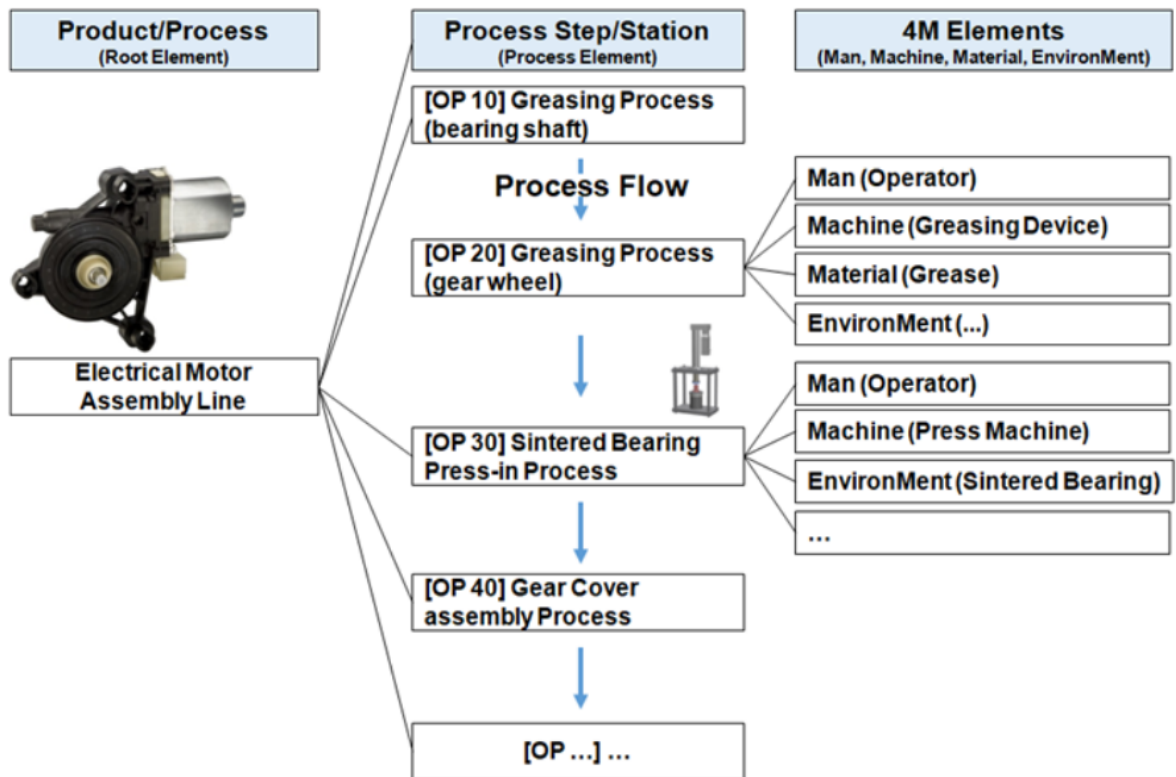 Product/Process
(Root Element)
Process Step/Station
(Process Element)
4M Elements
(Man, Machine, Material, EnvironMent)
[OP 10] Greasing Process
(bearing shaft)
Process Flow
Man (Operator)
Machine (Greasing Device)
[OP 20] Greasing Process
(gear wheel)
Material (Grease)
EnvironMent (...)
Electrical Motor
Assembly Line
Man (Operator)
Machine (Press Machine)
[OP 30] Sintered Bearing
Press-in Process
EnvironMent (Sintered Bearing)
...
[OP 40] Gear Cover
assembly Process
[OP ...] ...